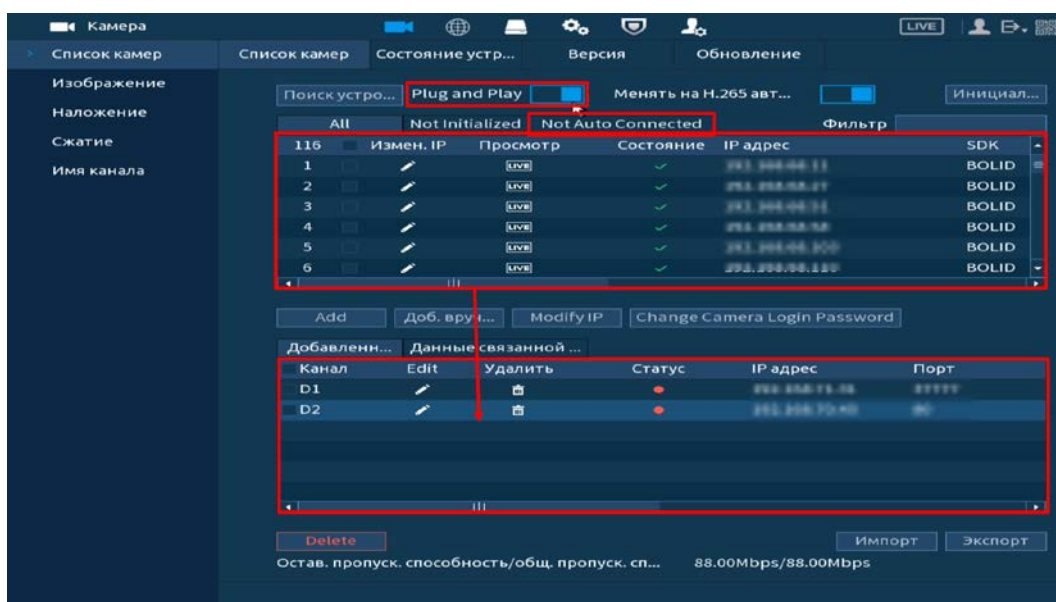 Камера LIVE
Список камер Список камер Состояние устр... Версия Обновление
Изображение
Поиск устро... Plug and Play Менять на H.265 авт... Инициал...
Наложение
All Not Initialized Not Auto Connected Фильтр
Сжатие
116 Измен. IP Просмотр Состояние IP адрес SDK
Имя канала
1 LIVE BOLID
2 LIVE BOLID
3 LIVE BOLID
4 LIVE BOLID
5 LIVE BOLID
6 LIVE BOLID
Add Доб. вруч... Modify IP Change Camera Login Password
Добавленн... Данные связанной ...
Канал Edit Удалить Статус IP адрес Порт
D1
D2
Delete Импорт Экспорт
Остав. пропуск. способность/общ. пропуск. сп... 88.00Mbps/88.00Mbps